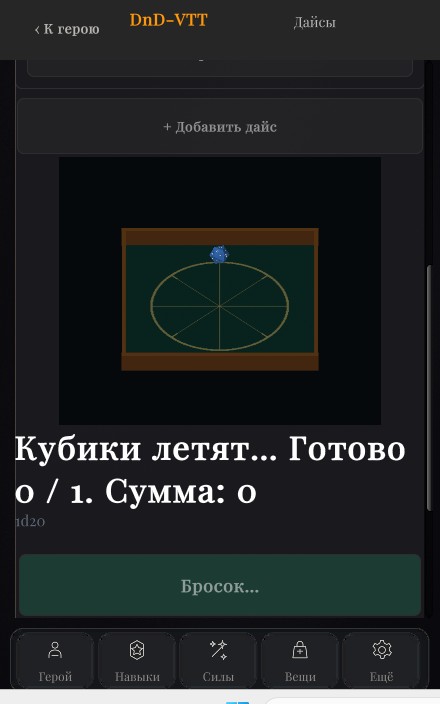 ‹ К герою
DnD-VTT
Дайсы
+ Добавить дайс
Кубики летят... Готово
0 / 1. Сумма: 0
1d20
Бросок...
Герой
Навыки
Силы
Вещи
Ещё